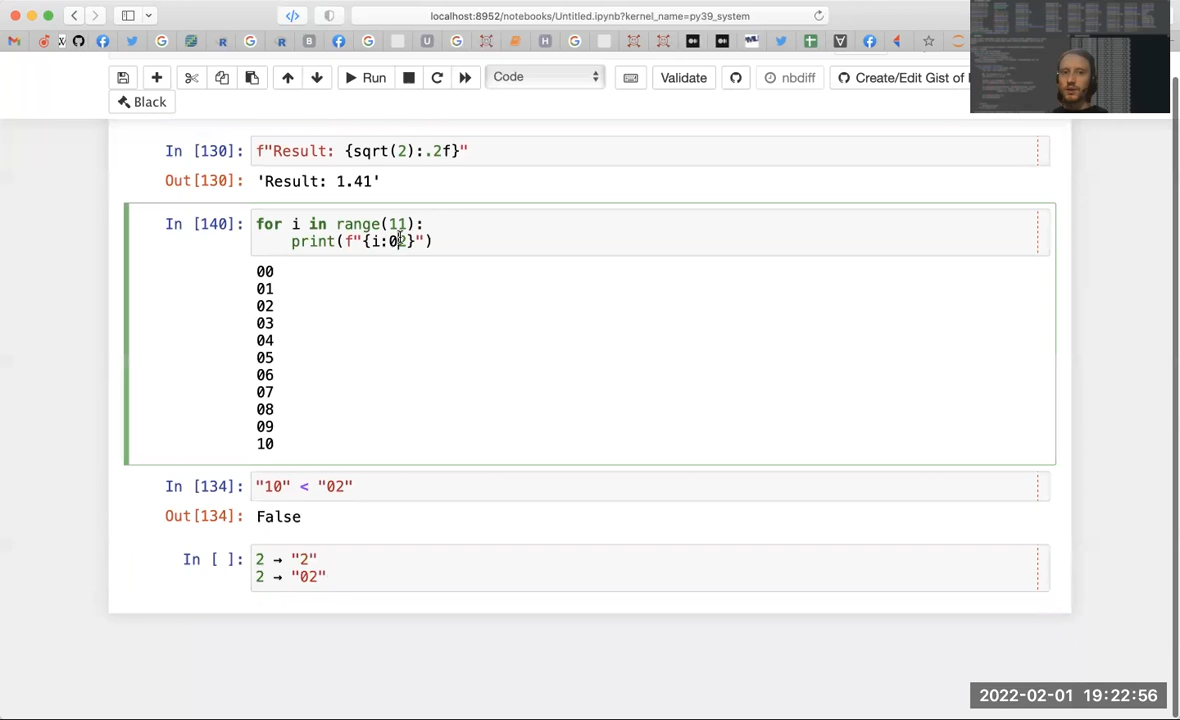 localhost:8952/notebooks/Untitled.ipynb?kernel_name=py39_system
Run
Code
Validate
nbdiff
Create/Edit Gist of
Black
In [130]: f"Result: {sqrt(2):.2f}"
Out[130]: 'Result: 1.41'
In [140]: for i in range(11):
print(f"{i:02}")
00
01
02
03
04
05
06
07
08
09
10
In [134]: "10" < "02"
Out[134]: False
In [ ]: 2 → "2"
2 → "02"
2022-02-01 19:22:56